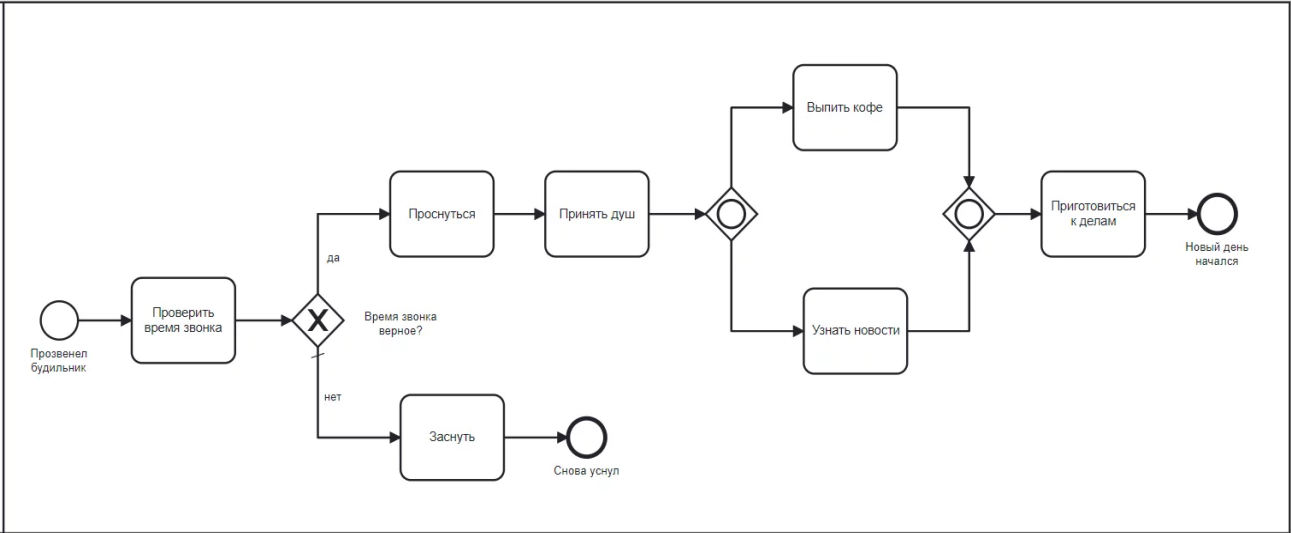 Прозвенел
будильник
Проверить
время звонка
X
Время звонка
верное?
да
Проснуться
Принять душ
Выпить кофе
Узнать новости
Приготовиться
к делам
Новый день
начался
нет
Заснуть
Снова уснул